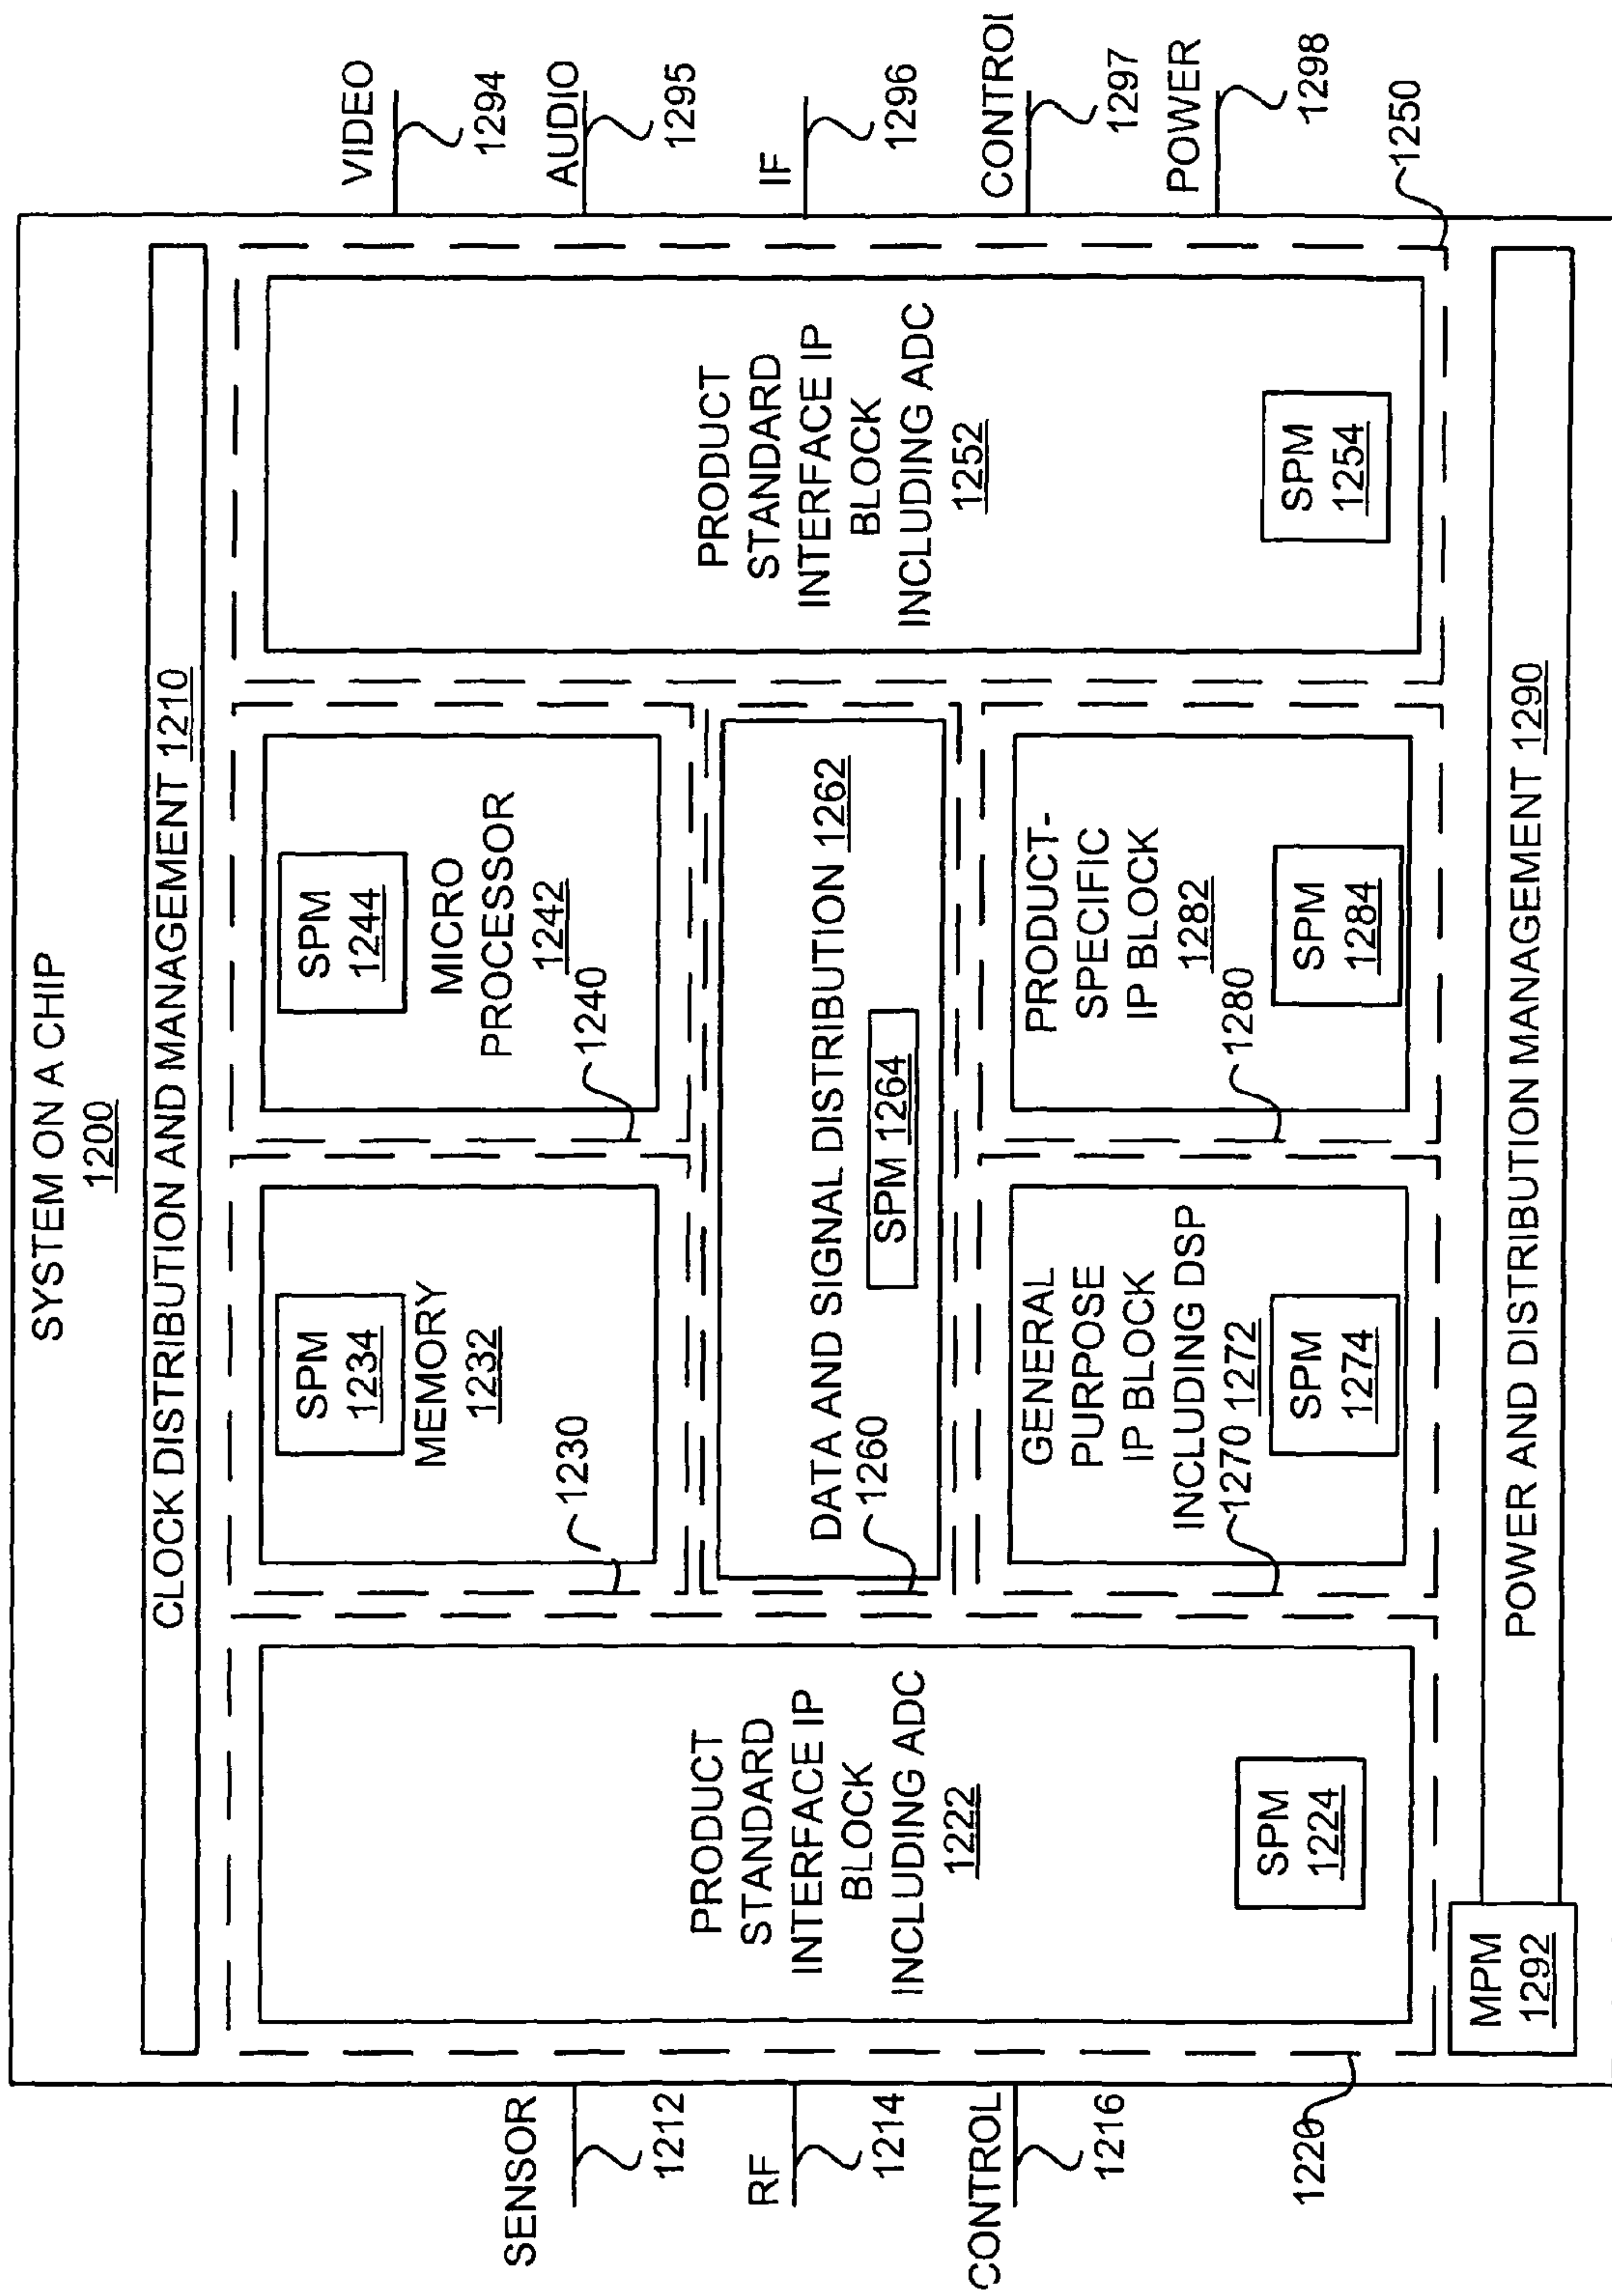 SYSTEM ON A CHIP
1200
CLOCK DISTRIBUTION AND MANAGEMENT 1210
SENSOR
1212
RF
1214
CONTROL
1216
1220
PRODUCT
STANDARD
INTERFACE IP
BLOCK
INCLUDING ADC
1222
SPM
1224
SPM
1234
MEMORY
1232
1230
SPM
1244
MICRO
PROCESSOR
1242
1240
DATA AND SIGNAL DISTRIBUTION 1262
SPM 1264
1260
GENERAL
PURPOSE
IP BLOCK
INCLUDING DSP
1270 1272
SPM
1274
PRODUCT-
SPECIFIC
IP BLOCK
1282
1280
SPM
1284
PRODUCT
STANDARD
INTERFACE IP
BLOCK
INCLUDING ADC
1252
SPM
1254
VIDEO
1294
AUDIO
1295
IF
1296
CONTROL
1297
POWER
1298
1250
MPM
1292
POWER AND DISTRIBUTION MANAGEMENT 1290